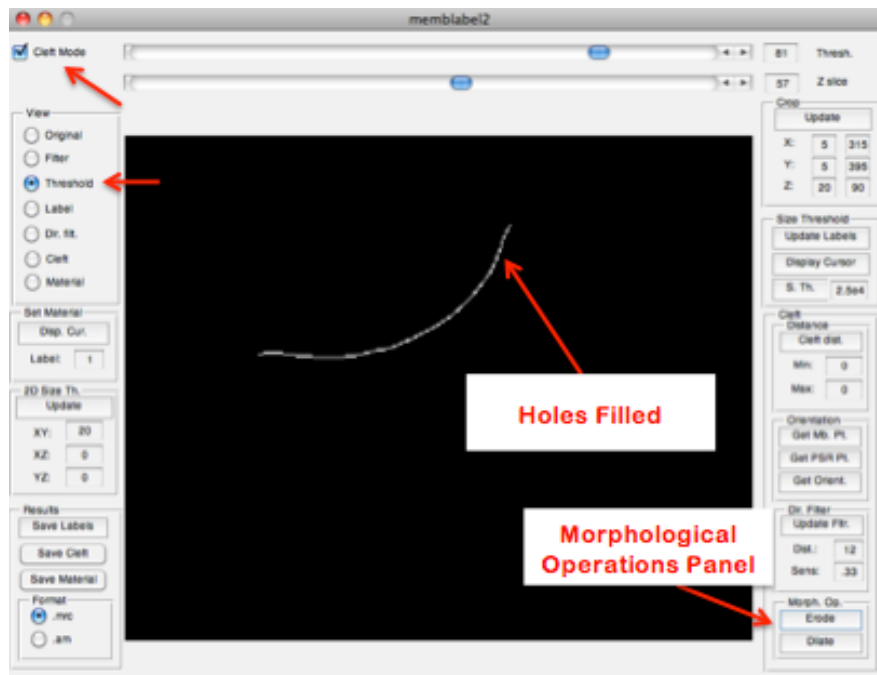 memblabel2
Cleft Mode
81 Thresh.
57 Z slice
View
Original
Filter
Threshold
Label
Dir. filt.
Cleft
Material
Set Material
Disp. Cur.
Label: 1
2D Size Th.
Update
XY: 20
XZ: 0
YZ: 0
Results
Save Labels
Save Cleft
Save Material
Format
.mrc
.am
Holes Filled
Morphological
Operations Panel
Crop
Update
X: 5 315
Y: 5 395
Z: 20 90
Size Threshold
Update Labels
Display Cursor
S. Th. 2.5e4
Cleft
Distance
Cleft dist.
Min: 0
Max: 0
Orientation
Get Mb. Pt.
Get PSR Pt.
Get Orient.
Dir. Filter
Update Fltr.
Dist.: 12
Sens: .33
Morph. Op.
Erode
Dilate